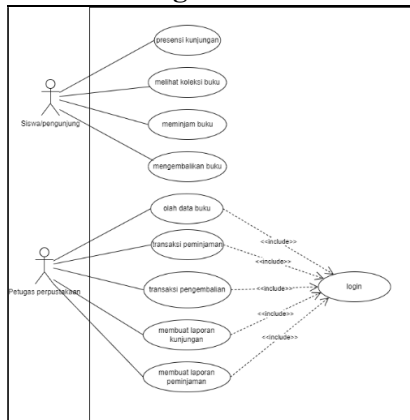 presensi kunjungan
melihat koleksi buku
Siswa/pengunjung
meminjam buku
mengembalikan buku
olah data buku
<<include>>
transaksi peminjaman
<<include>>
Petugas perpustakaan
transaksi pengembalian
<<include>>
login
membuat laporan
kunjungan
<<include>>
<<include>>
membuat laporan
peminjaman